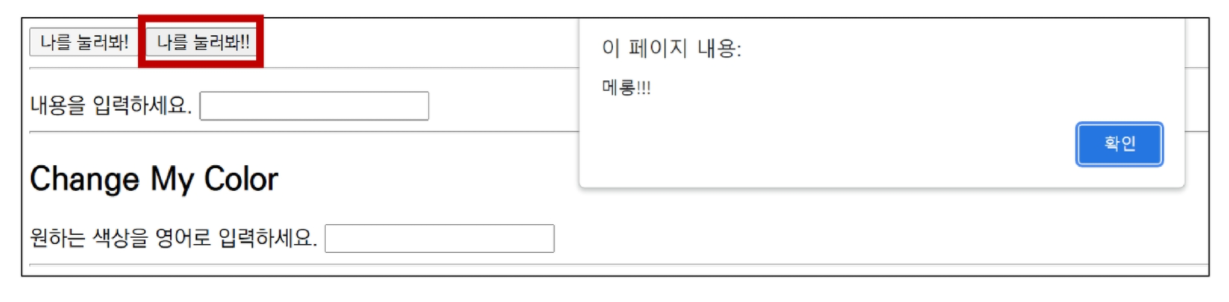 나를 눌러봐! 나를 눌러봐!!
이 페이지 내용:
메롱!!!
확인
내용을 입력하세요.
Change My Color
원하는 색상을 영어로 입력하세요.